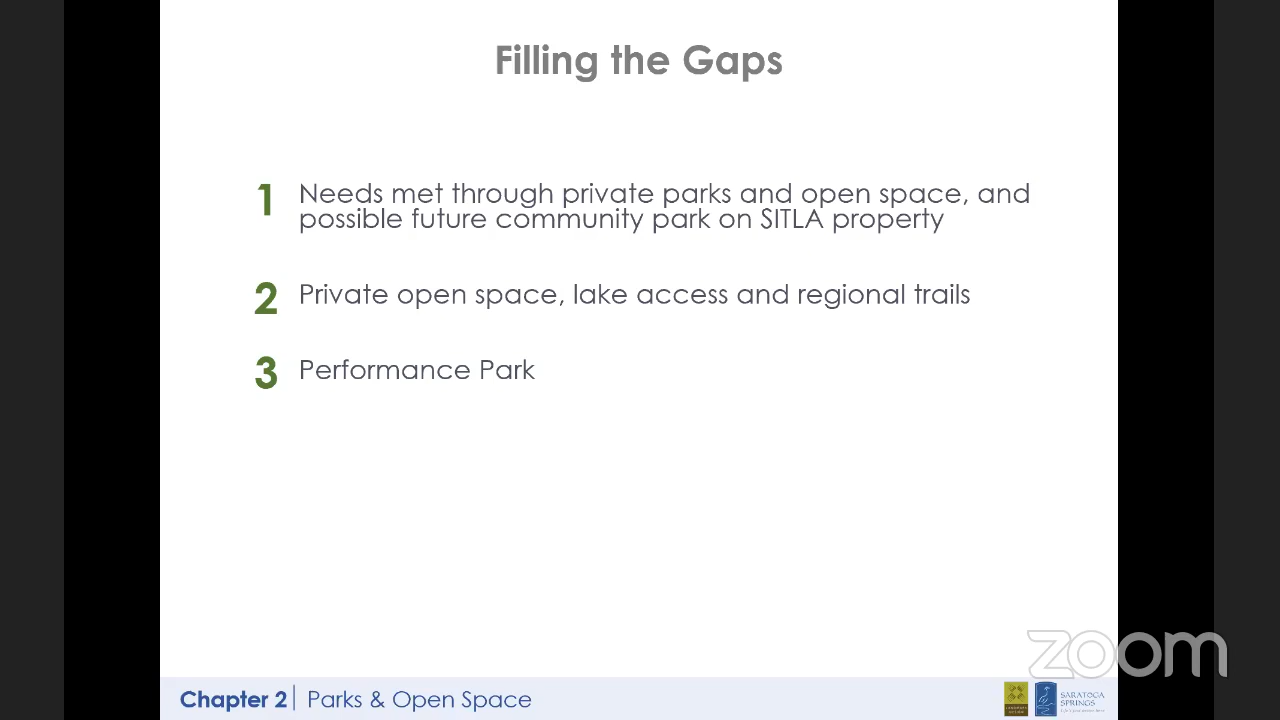 Filling the Gaps
1 Needs met through private parks and open space, and
possible future community park on SITLA property
2 Private open space, lake access and regional trails
3 Performance Park
zoom
Chapter 2 | Parks & Open Space
SARATOGA
SPRINGS